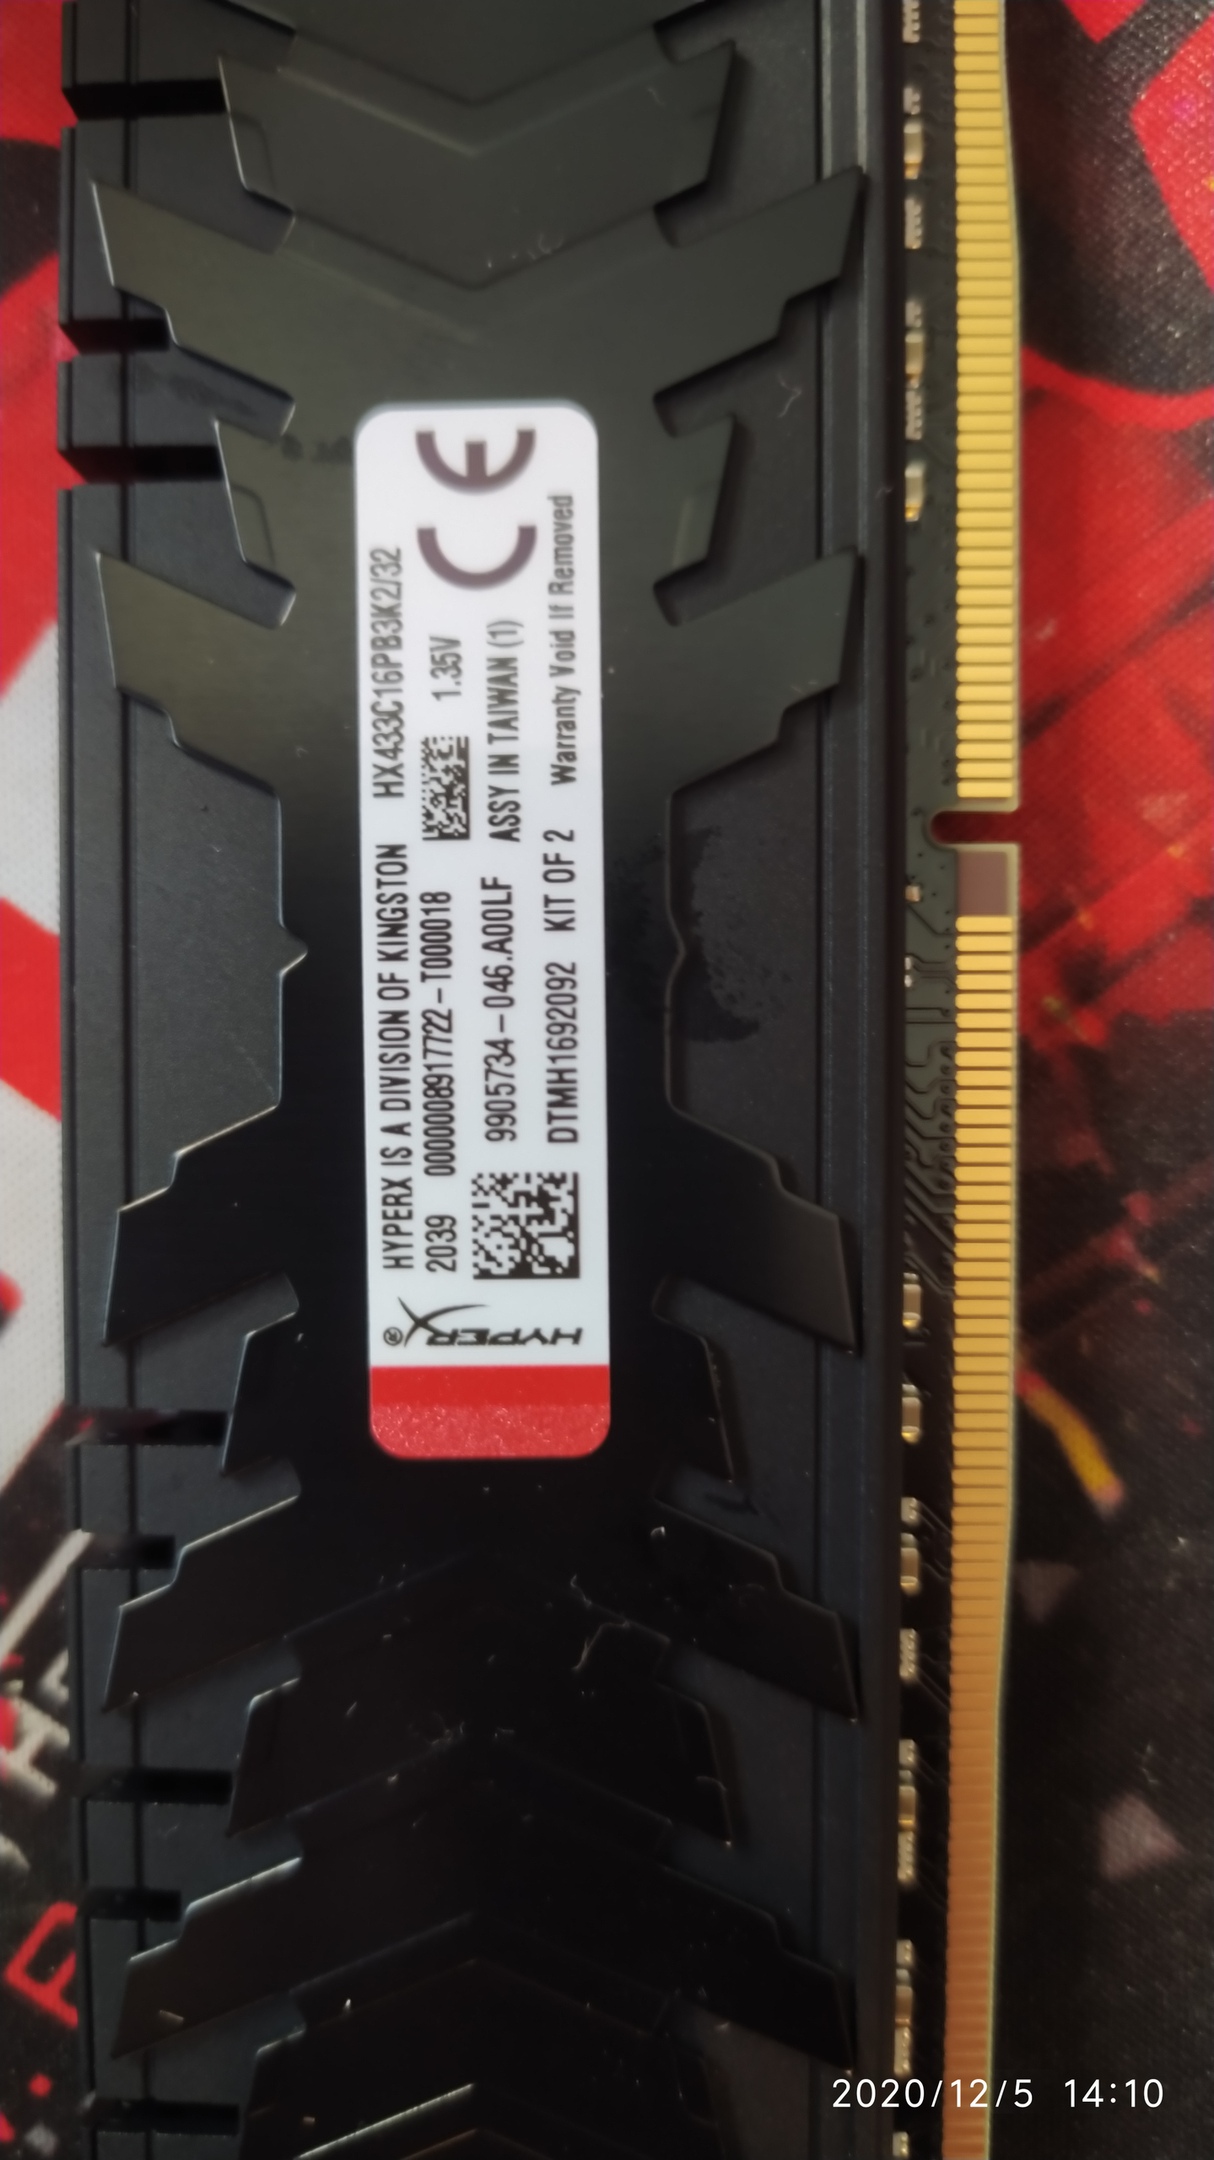 HYPERX®
HYPERX IS A DIVISION OF KINGSTON HX433C16PB3K2/32
2039 000008917722-T000018 1.35V
9905734-046.A00LF ASSY IN TAIWAN (1)
DTMH1692092 KIT OF 2 Warranty Void If Removed
CE
2020/12/5 14:10